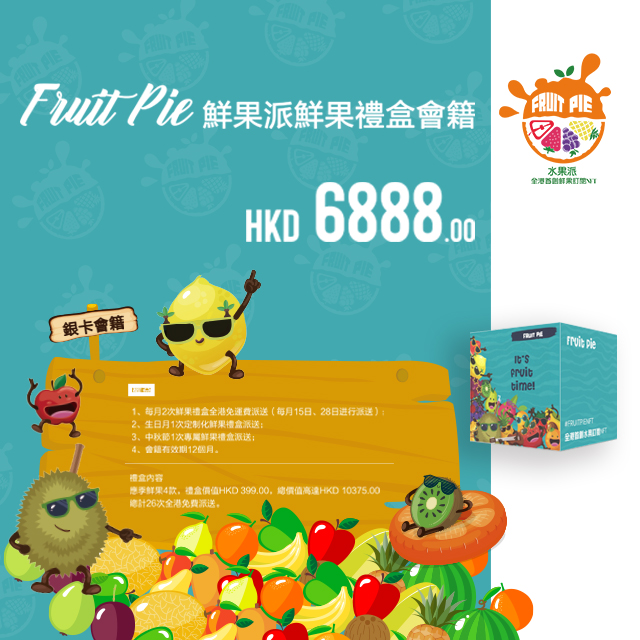 Fruit Pie 鮮果派鮮果禮盒會籍
FRUIT PIE
水果派
全港首創鮮果訂閱NFT
HKD 6888.00
銀卡會籍
1、每月2次鮮果禮盒全港免運費派送（每月15日、28日進行派送）；
2、生日月1次定制化鮮果禮盒派送；
3、中秋節1次專屬鮮果禮盒派送；
4、會籍有效期12個月。
禮盒內容
應季鮮果4款，禮盒價值HKD 399.00，總價值高達HKD 10375.00
總計26次全港免費派送。
FRUIT PIE
It's
fruit
time!
Fruit Pie
#FRUITPIENFT